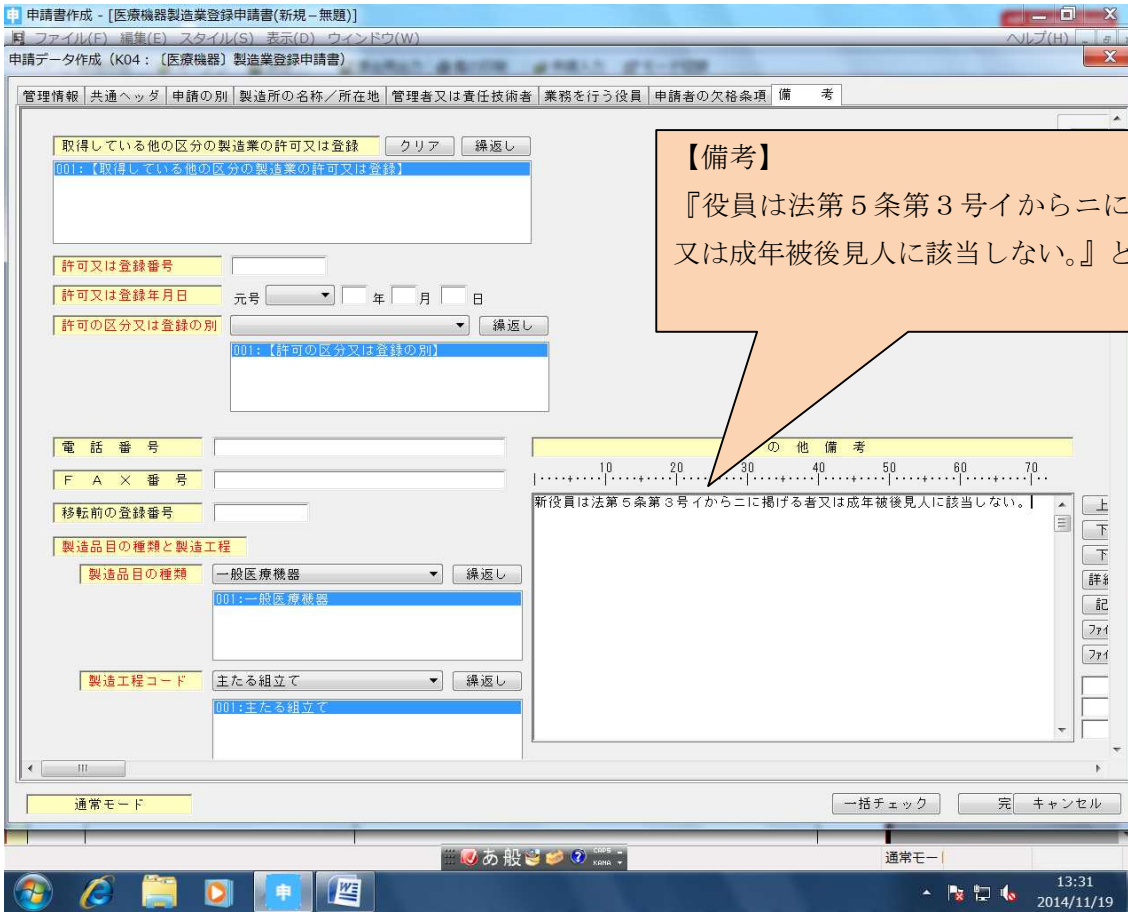 申請書作成 - [医療機器製造業登録申請書(新規－無題)]
ファイル(F) 編集(E) スタイル(S) 表示(D) ウィンドウ(W) ヘルプ(H)
申請データ作成（K04：〔医療機器〕製造業登録申請書）
管理情報 共通ヘッダ 申請の別 製造所の名称／所在地 管理者又は責任技術者 業務を行う役員 申請者の欠格条項 備 考
取得している他の区分の製造業の許可又は登録 クリア 繰返し
001:【取得している他の区分の製造業の許可又は登録】
【備考】
『役員は法第５条第３号イからニに
又は成年被後見人に該当しない。』と
許可又は登録番号
許可又は登録年月日 元号 年 月 日
許可の区分又は登録の別 繰返し
001:【許可の区分又は登録の別】
電 話 番 号
の 他 備 考
F A X 番 号
10 20 30 40 50 60 70
移転前の登録番号
新役員は法第５条第３号イからニに掲げる者又は成年被後見人に該当しない。
上
下
下
製造品目の種類と製造工程
製造品目の種類 一般医療機器 繰返し
詳細
001:一般医療機器
記
ﾌｧｲ
ﾌｧｲ
製造工程コード 主たる組立て 繰返し
001:主たる組立て
通常モード 一括チェック 完 キャンセル
あ 般 CAPS KANA
通常モー
13:31
2014/11/19